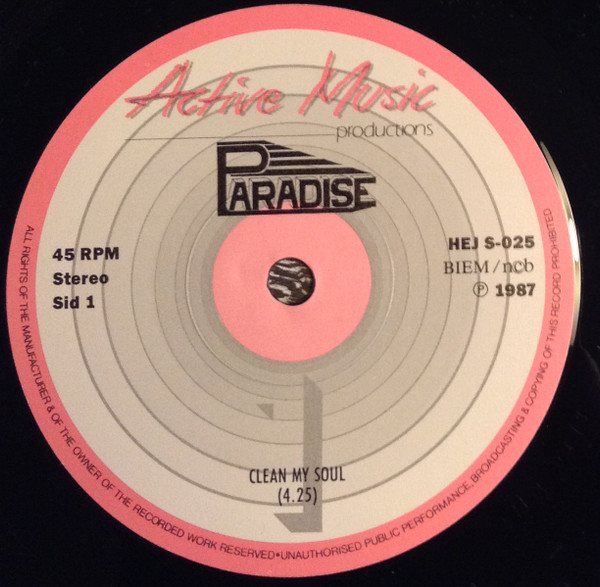 Active Music
productions
PARADISE
45 RPM
Stereo
Sid 1
HEJ S-025
BIEM/ncb
℗ 1987
CLEAN MY SOUL
(4.25)
ALL RIGHTS OF THE MANUFACTURER & OF THE OWNER OF THE RECORDED WORK RESERVED•UNAUTHORISED PUBLIC PERFORMANCE, BROADCASTING & COPYING OF THIS RECORD PROHIBITED